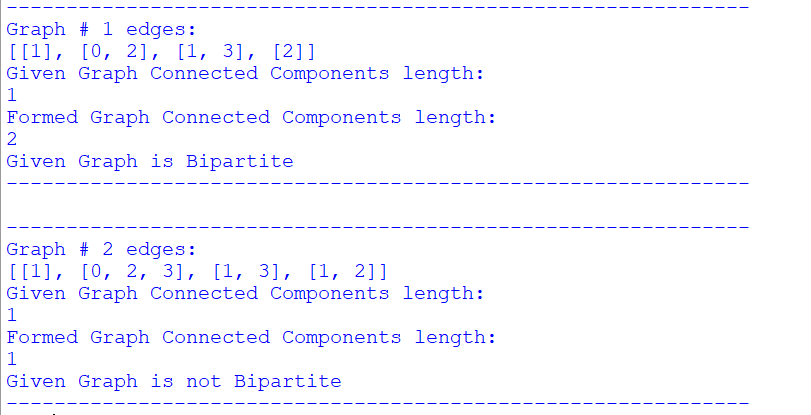 --------------------------------------------------------------
Graph # 1 edges:
[[1], [0, 2], [1, 3], [2]]
Given Graph Connected Components length:
1
Formed Graph Connected Components length:
2
Given Graph is Bipartite
--------------------------------------------------------------
--------------------------------------------------------------
Graph # 2 edges:
[[1], [0, 2, 3], [1, 3], [1, 2]]
Given Graph Connected Components length:
1
Formed Graph Connected Components length:
1
Given Graph is not Bipartite
--------------------------------------------------------------